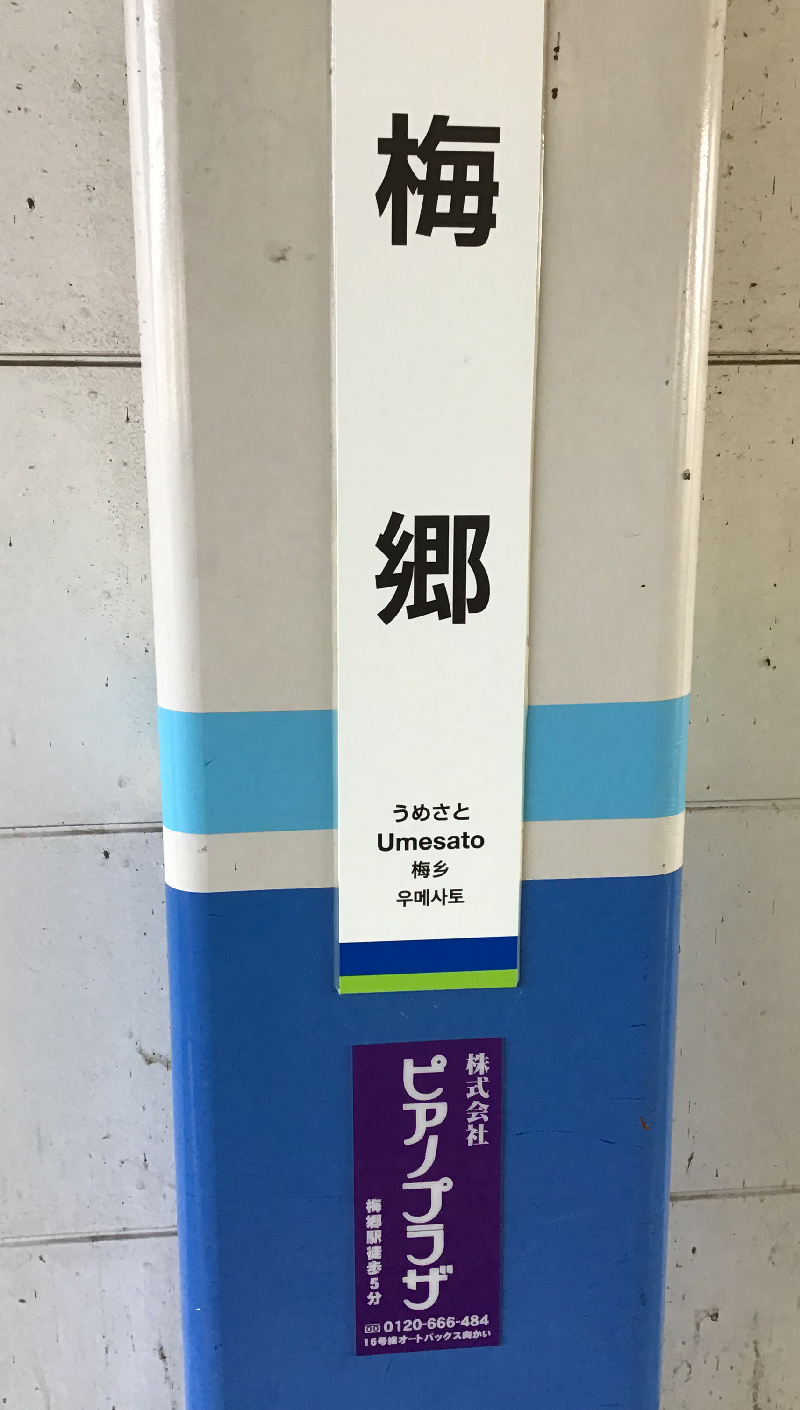 梅郷
うめさと
Umesato
梅乡
우메사토
株式会社
ピアノプラザ
梅郷駅徒歩5分
0120-666-484
16号線オートバックス向かい